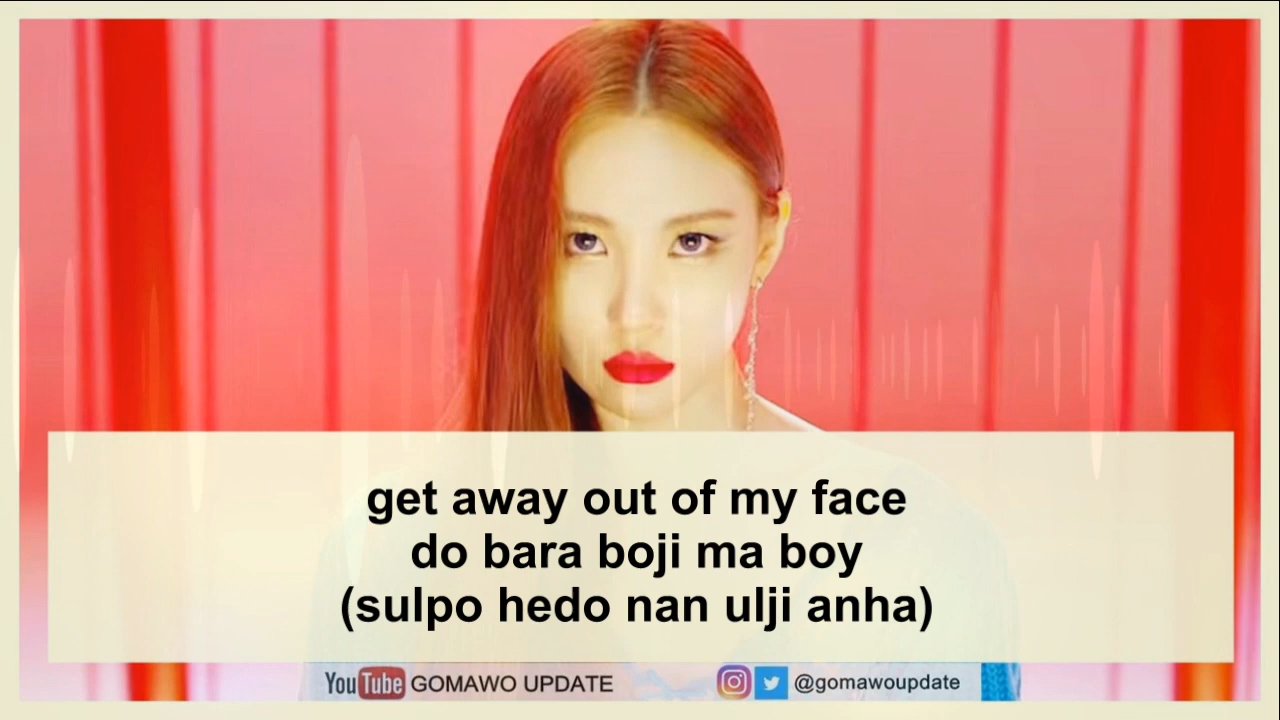 get away out of my face
do bara boji ma boy
(sulpo hedo nan ulji anha)
YouTube GOMAWO UPDATE
@gomawoupdate